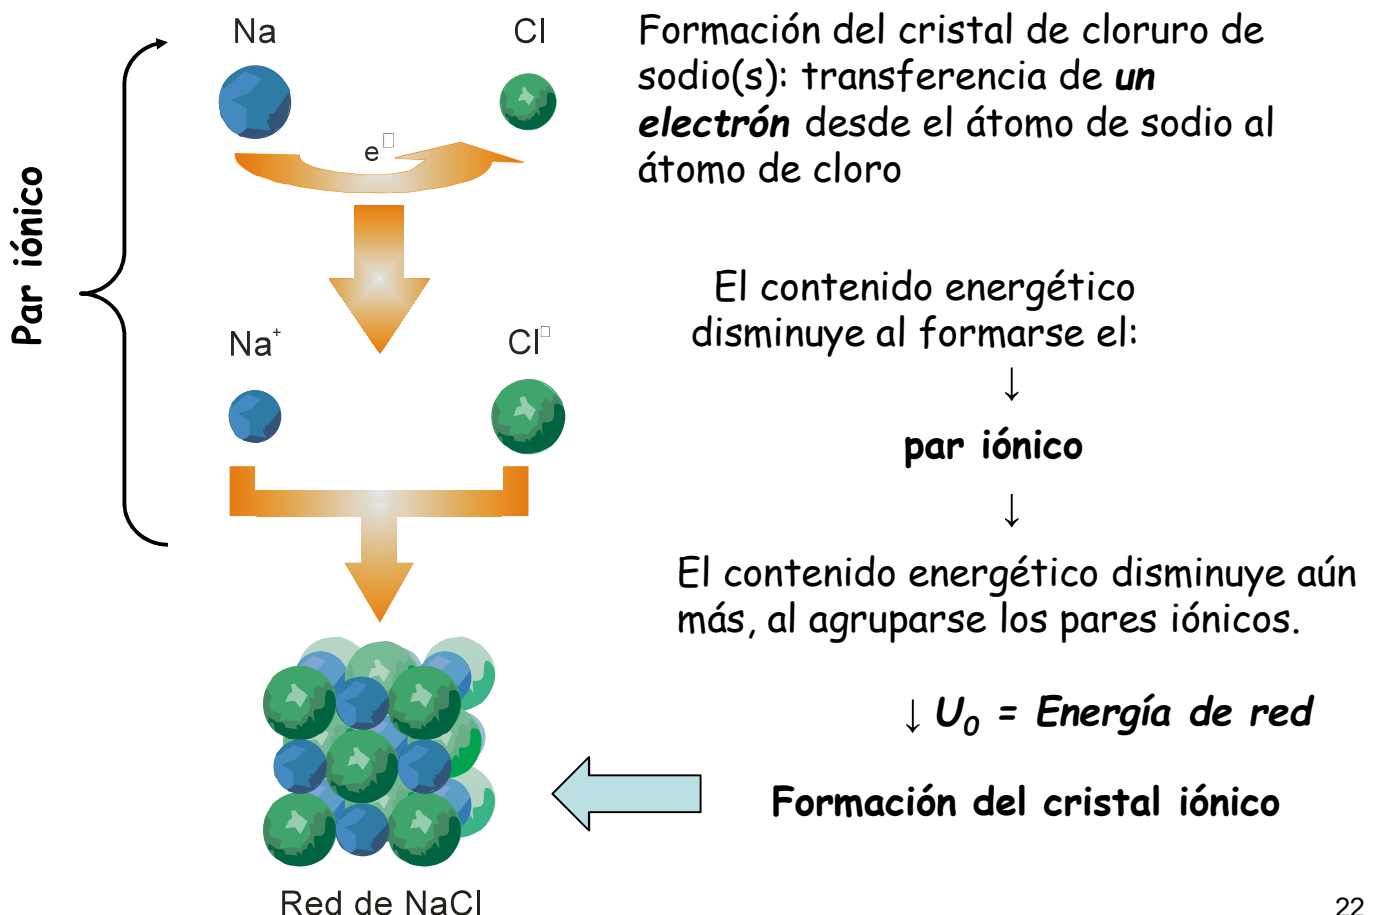 Par iónico
Na
Cl
e□
Na⁺
Cl□
Red de NaCl
Formación del cristal de cloruro de
sodio(s): transferencia de un
electrón desde el átomo de sodio al
átomo de cloro
El contenido energético
disminuye al formarse el:
↓
par iónico
↓
El contenido energético disminuye aún
más, al agruparse los pares iónicos.
↓ U₀ = Energía de red
Formación del cristal iónico
22